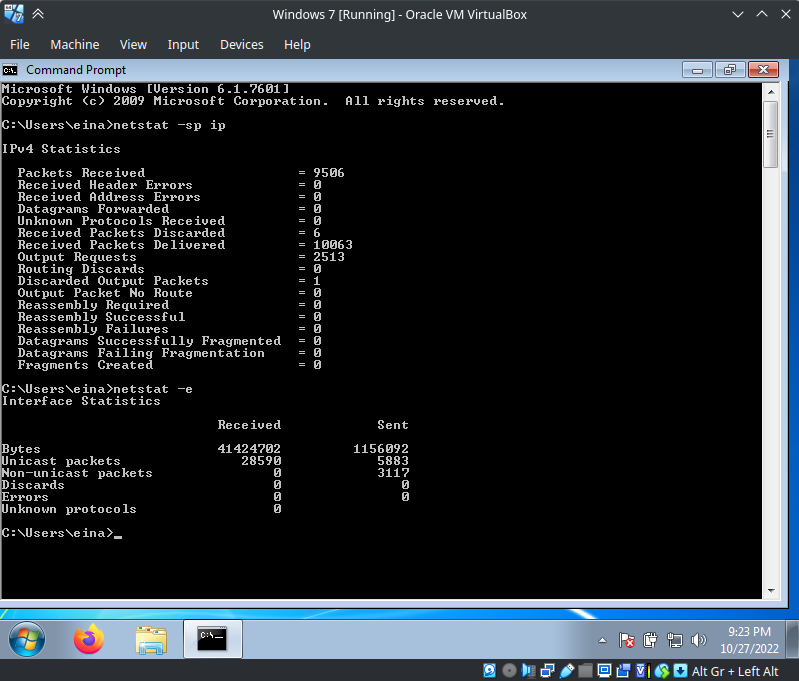 Windows 7 [Running] - Oracle VM VirtualBox
File Machine View Input Devices Help
Command Prompt
Microsoft Windows [Version 6.1.7601]
Copyright (c) 2009 Microsoft Corporation. All rights reserved.
C:\Users\eina>netstat -sp ip
IPv4 Statistics
Packets Received = 9506
Received Header Errors = 0
Received Address Errors = 0
Datagrams Forwarded = 0
Unknown Protocols Received = 0
Received Packets Discarded = 6
Received Packets Delivered = 10063
Output Requests = 2513
Routing Discards = 0
Discarded Output Packets = 1
Output Packet No Route = 0
Reassembly Required = 0
Reassembly Successful = 0
Reassembly Failures = 0
Datagrams Successfully Fragmented = 0
Datagrams Failing Fragmentation = 0
Fragments Created = 0
C:\Users\eina>netstat -e
Interface Statistics
Received Sent
Bytes 41424702 1156092
Unicast packets 28590 5883
Non-unicast packets 0 3117
Discards 0 0
Errors 0 0
Unknown protocols 0
C:\Users\eina>_
9:23 PM
10/27/2022
Alt Gr + Left Alt